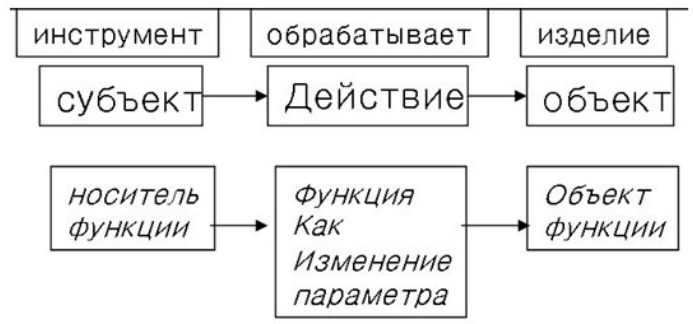 инструмент обрабатывает изделие
субъект Действие объект
носитель функции
Функция Как Изменение параметра
Объект функции